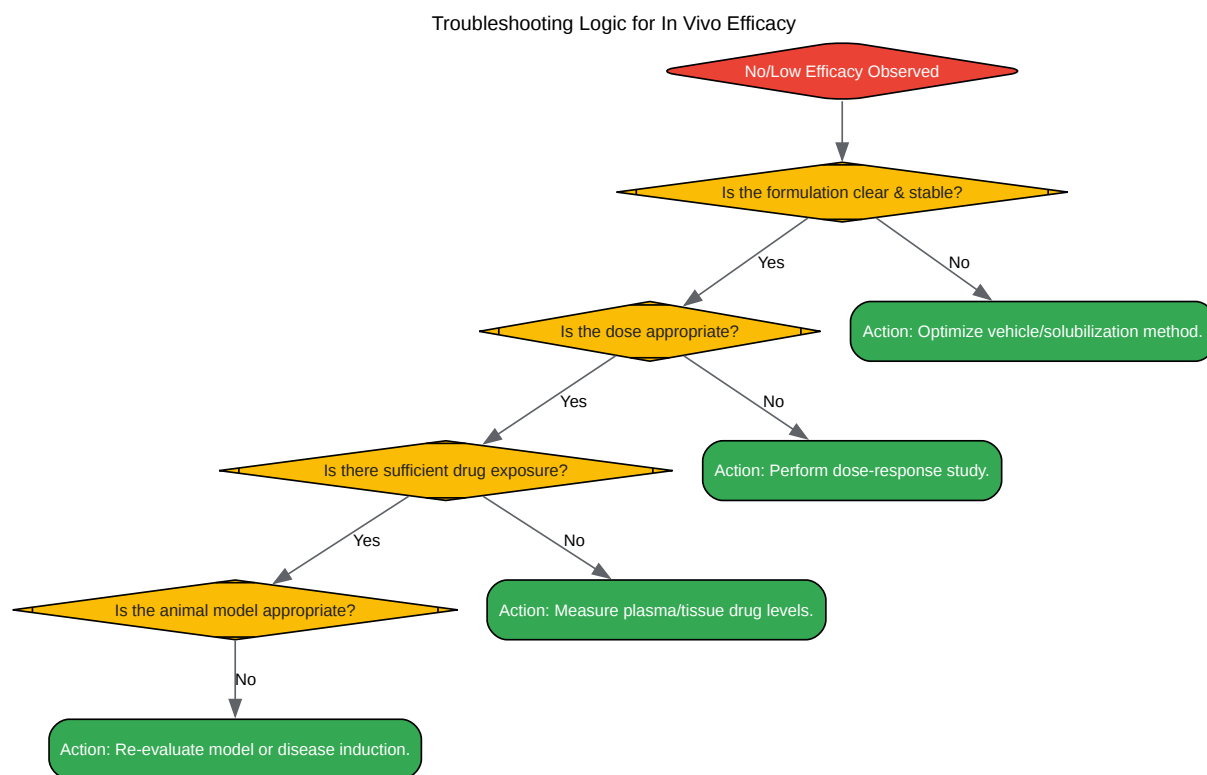 Troubleshooting Logic for In Vivo Efficacy
No/Low Efficacy Observed
Is the formulation clear & stable?
Yes
No
Is the dose appropriate?
Action: Optimize vehicle/solubilization method.
Yes
No
Is there sufficient drug exposure?
Action: Perform dose-response study.
Yes
No
Is the animal model appropriate?
Action: Measure plasma/tissue drug levels.
No
Action: Re-evaluate model or disease induction.